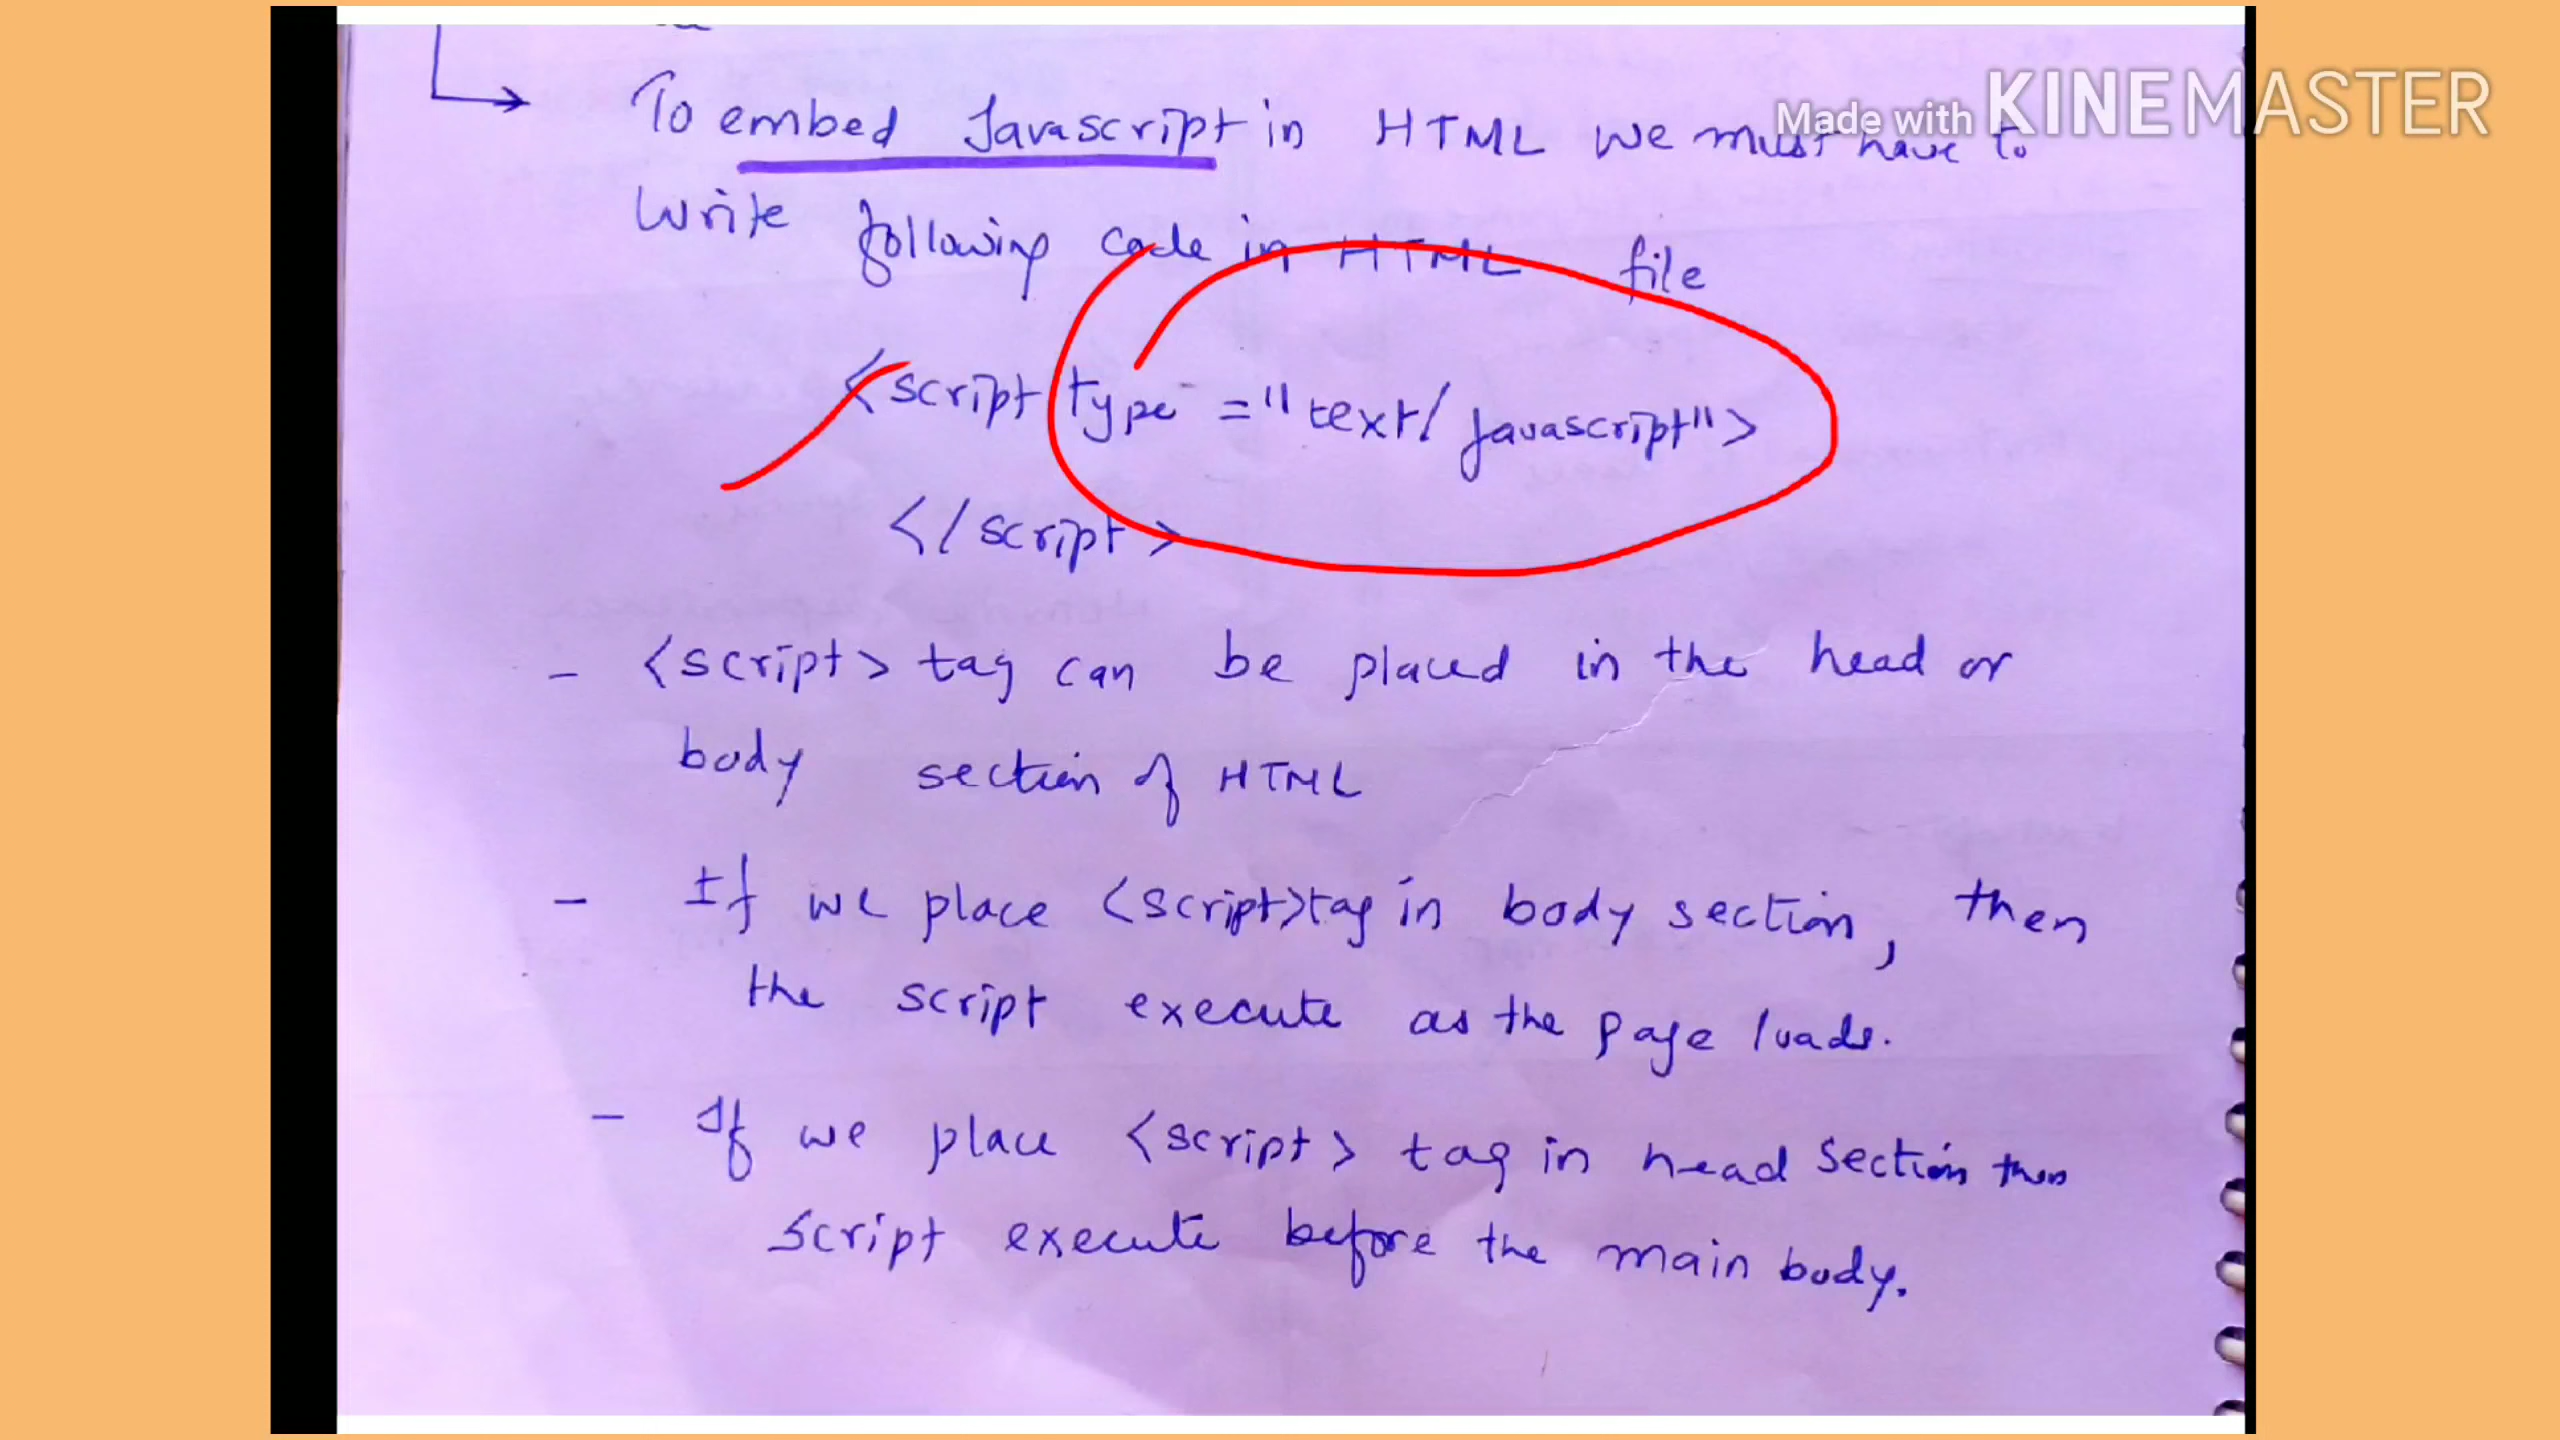 To embed Javascript in HTML we must have to
Made with KINEMASTER
Write following code in HTML file
<script type="text/javascript">
</script>
- <script> tag can be placed in the head or
body section of HTML
- If we place <script>tag in body section, then
the script execute as the page loads.
- If we place <script> tag in head section then
script execute before the main body.